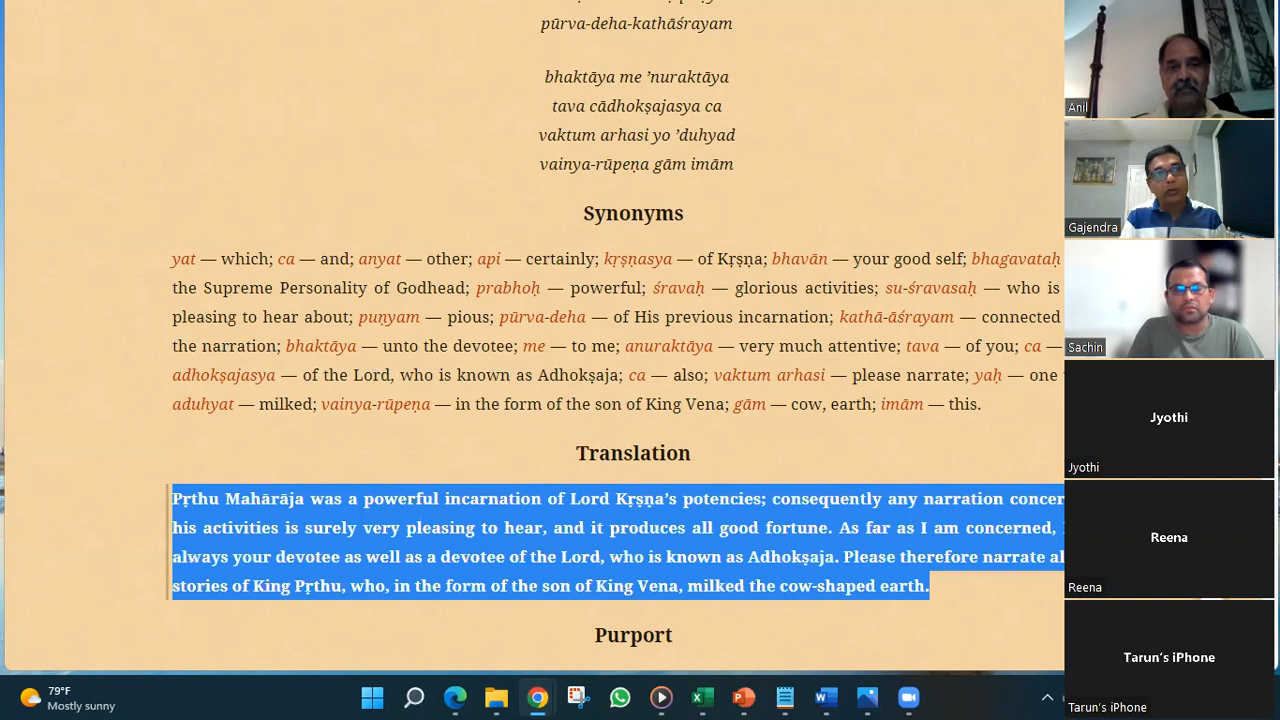 pūrva-deha-kathāśrayam
bhaktāya me ’nuraktāya
tava cādhokṣajasya ca
vaktum arhasi yo ’duhyad
vainya-rūpeṇa gām imām
Synonyms
yat — which; ca — and; anyat — other; api — certainly; kṛṣṇasya — of Kṛṣṇa; bhavān — your good self; bhagavataḥ
the Supreme Personality of Godhead; prabhoḥ — powerful; śravaḥ — glorious activities; su-śravasaḥ — who is
pleasing to hear about; puṇyam — pious; pūrva-deha — of His previous incarnation; kathā-āśrayam — connected
the narration; bhaktāya — unto the devotee; me — to me; anuraktāya — very much attentive; tava — of you; ca —
adhokṣajasya — of the Lord, who is known as Adhokṣaja; ca — also; vaktum arhasi — please narrate; yaḥ — one
aduhyat — milked; vainya-rūpeṇa — in the form of the son of King Vena; gām — cow, earth; imām — this.
Translation
Pṛthu Mahārāja was a powerful incarnation of Lord Kṛṣṇa’s potencies; consequently any narration concer
his activities is surely very pleasing to hear, and it produces all good fortune. As far as I am concerned,
always your devotee as well as a devotee of the Lord, who is known as Adhokṣaja. Please therefore narrate al
stories of King Pṛthu, who, in the form of the son of King Vena, milked the cow-shaped earth.
Purport
Anil
Gajendra
Sachin
Jyothi
Jyothi
Reena
Reena
Tarun’s iPhone
Tarun's iPhone
79°F
Mostly sunny